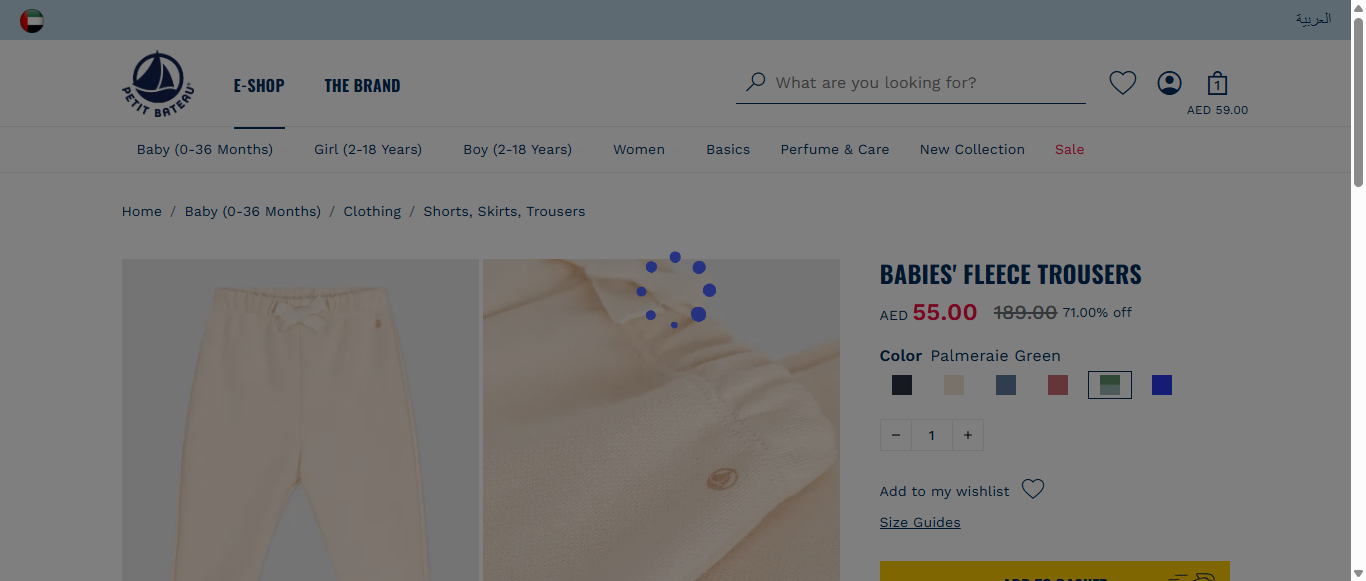 العربية
PETIT BATEAU
E-SHOP
THE BRAND
What are you looking for?
1
AED 59.00
Baby (0-36 Months)
Girl (2-18 Years)
Boy (2-18 Years)
Women
Basics
Perfume & Care
New Collection
Sale
Home / Baby (0-36 Months) / Clothing / Shorts, Skirts, Trousers
BABIES' FLEECE TROUSERS
AED 55.00 189.00 71.00% off
Color Palmeraie Green
− 1 +
Add to my wishlist
Size Guides
ADD TO BASKET